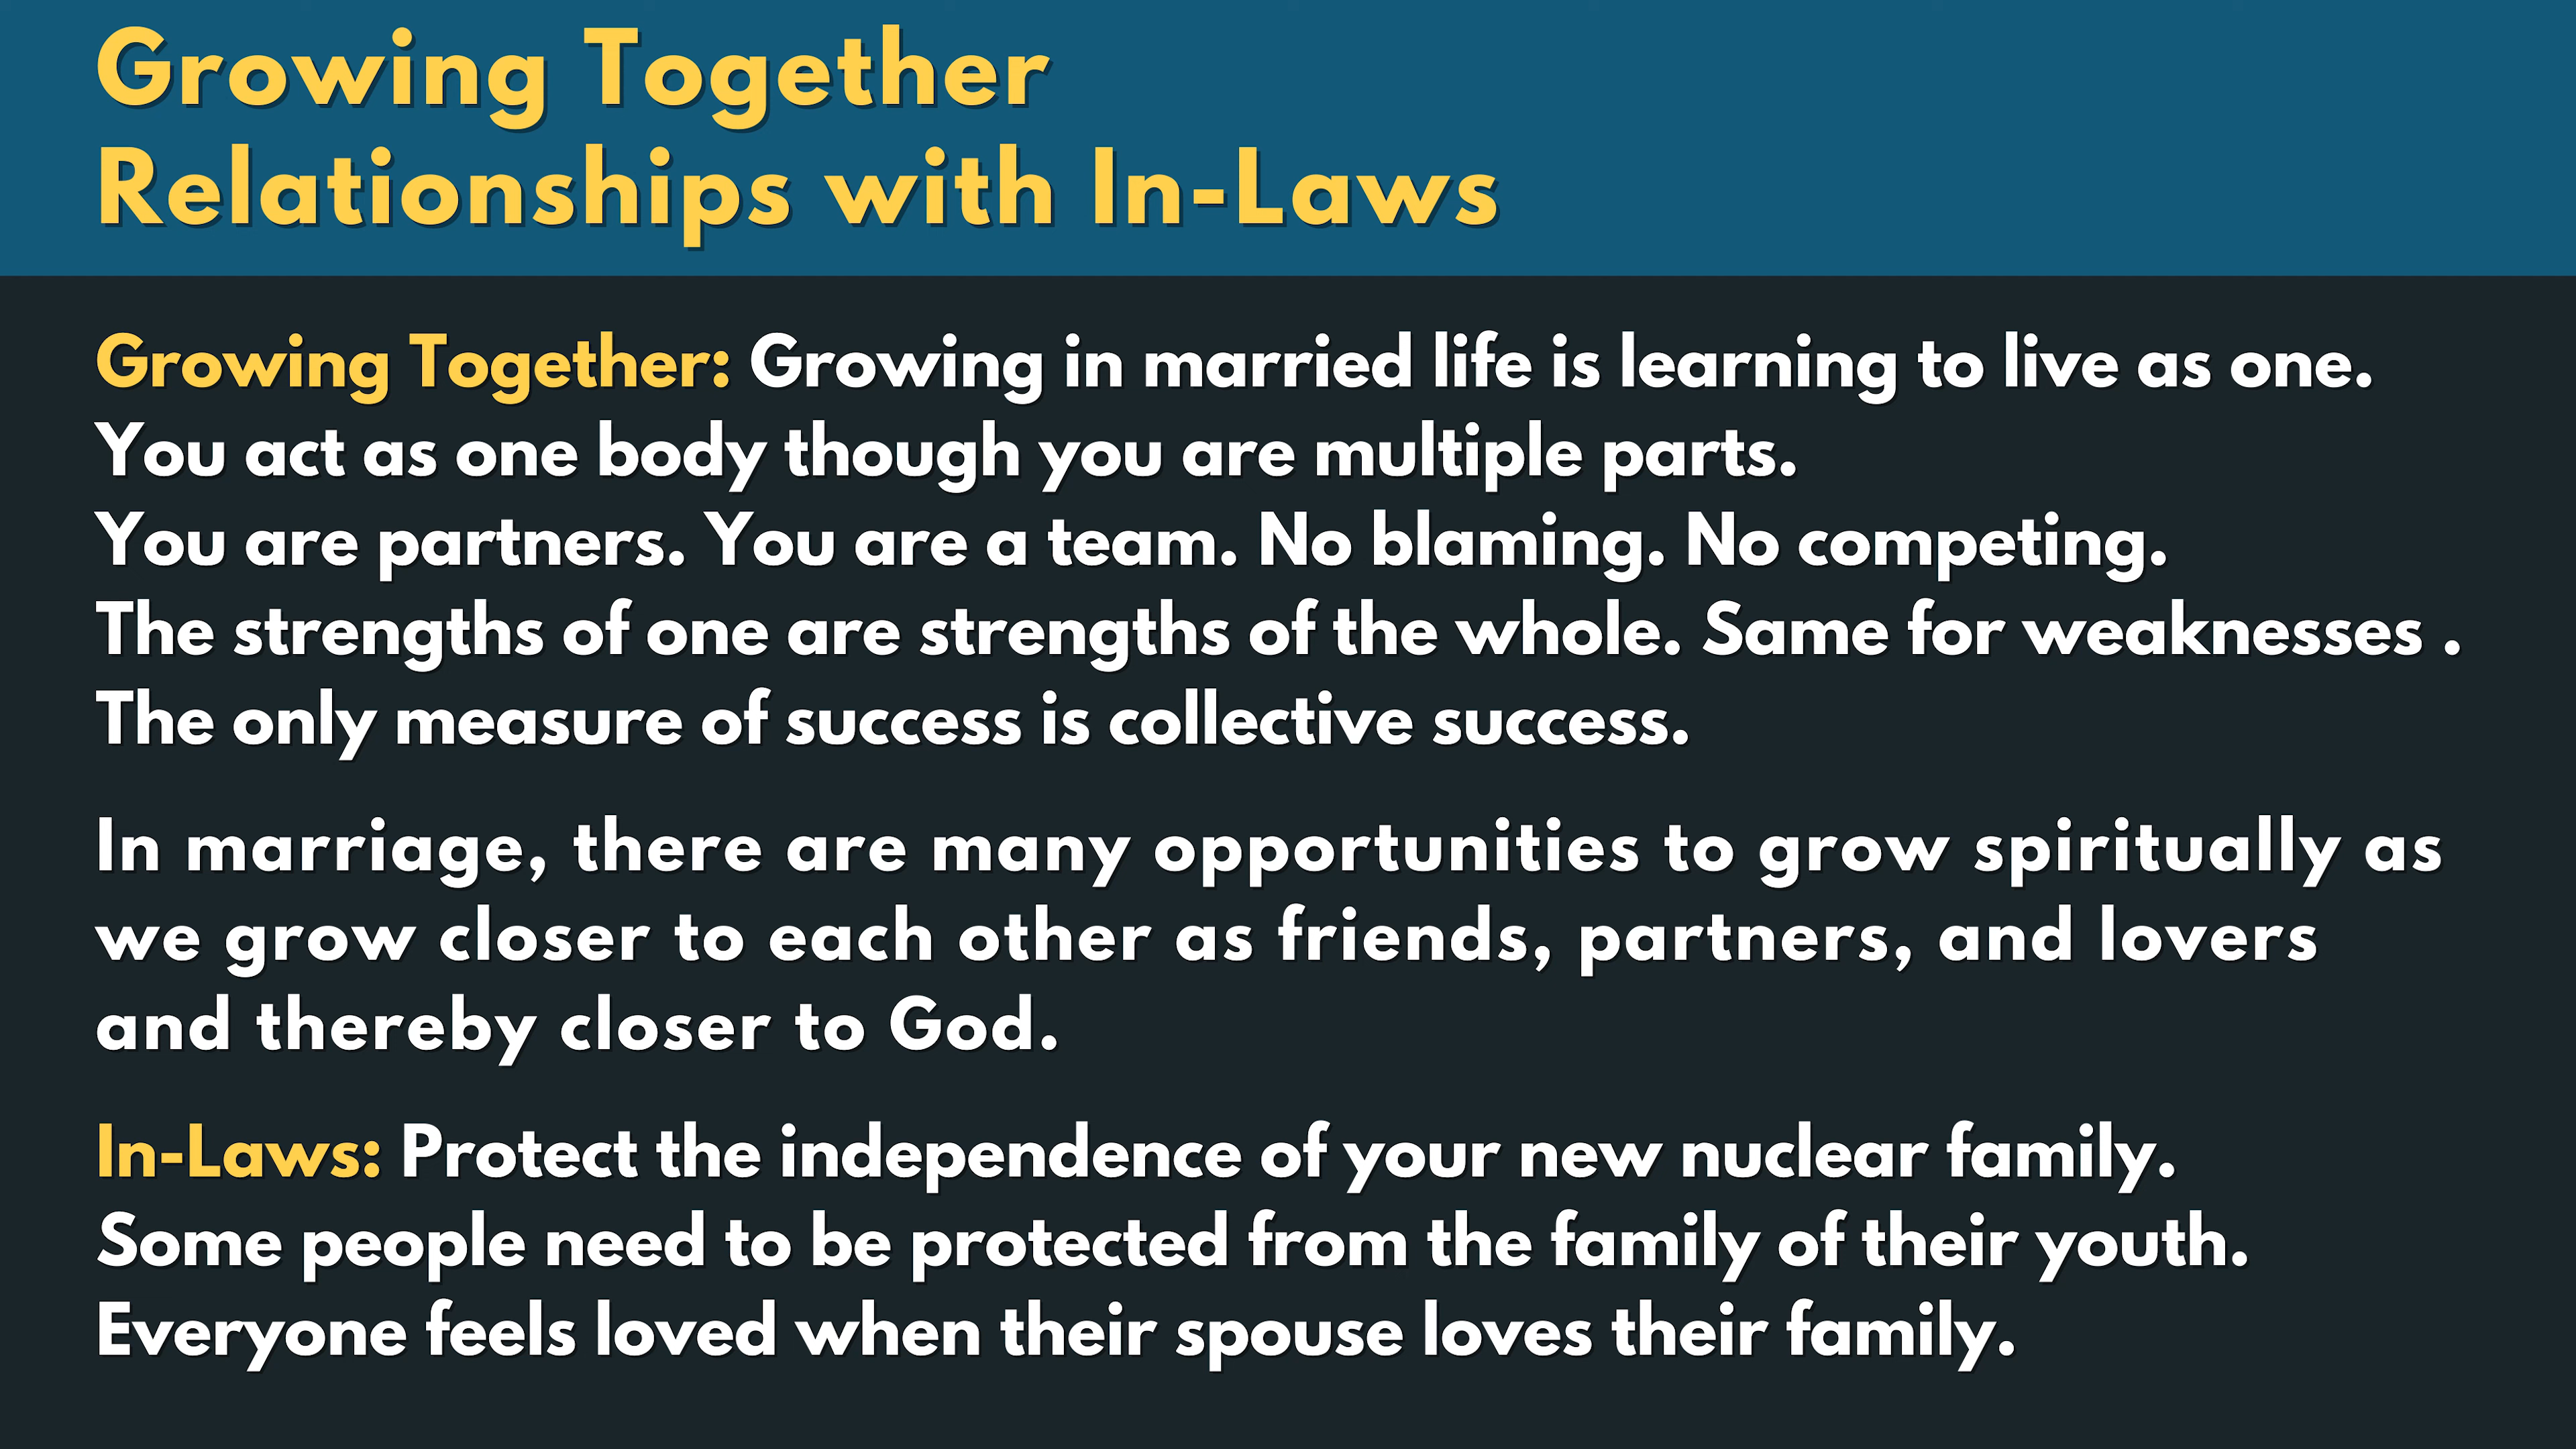 Growing Together
Relationships with In-Laws
Growing Together: Growing in married life is learning to live as one.
You act as one body though you are multiple parts.
You are partners. You are a team. No blaming. No competing.
The strengths of one are strengths of the whole. Same for weaknesses .
The only measure of success is collective success.
In marriage, there are many opportunities to grow spiritually as
we grow closer to each other as friends, partners, and lovers
and thereby closer to God.
In-Laws: Protect the independence of your new nuclear family.
Some people need to be protected from the family of their youth.
Everyone feels loved when their spouse loves their family.